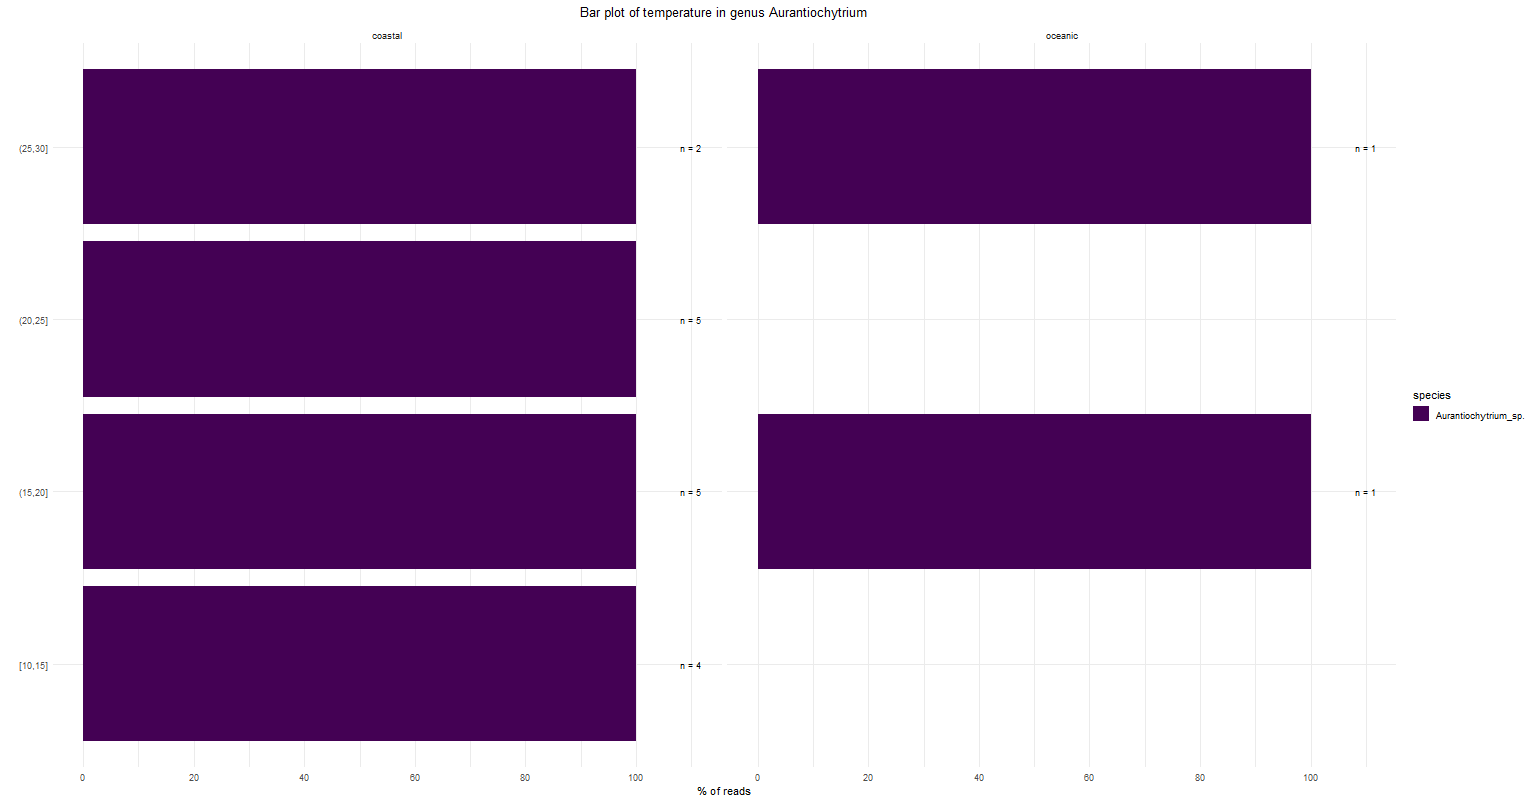 Bar plot of temperature in genus Aurantiochytrium
coastal
oceanic
(25,30]
n = 2
n = 1
(20,25]
n = 5
(15,20]
n = 5
n = 1
[10,15]
n = 4
species
Aurantiochytrium_sp.
0 20 40 60 80 100
0 20 40 60 80 100
% of reads